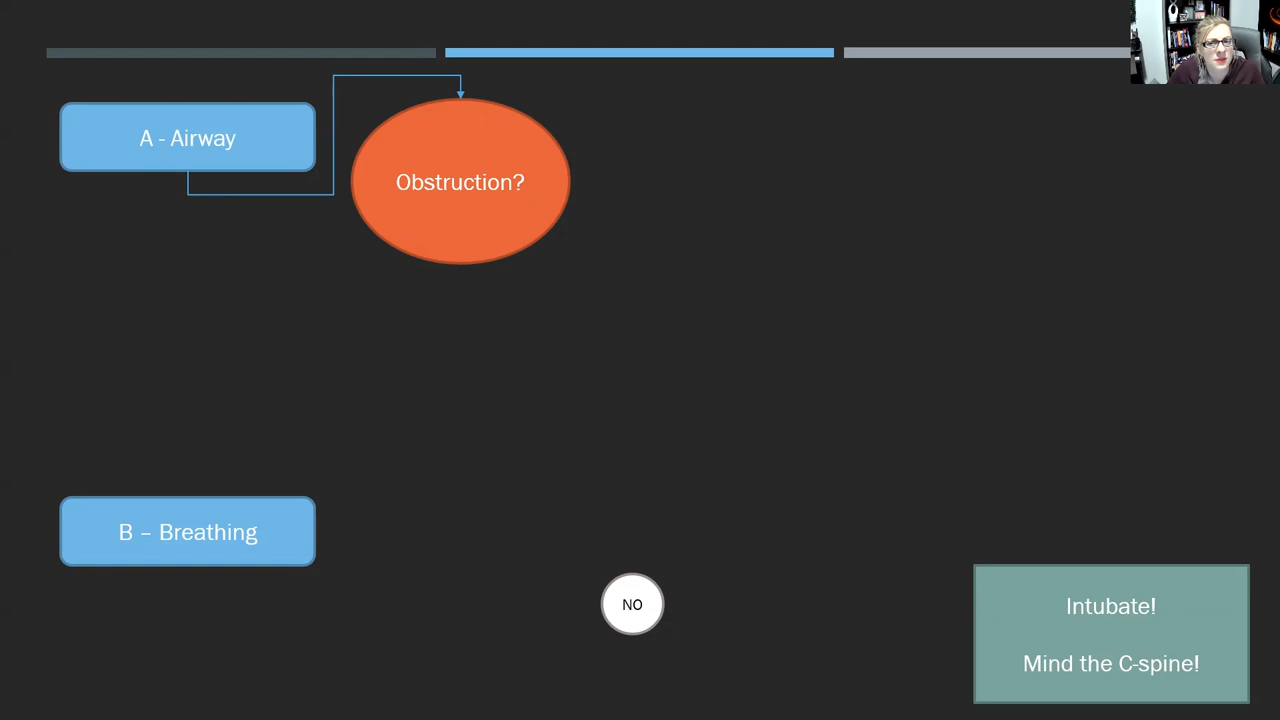 A - Airway
Obstruction?
B – Breathing
NO
Intubate!
Mind the C-spine!